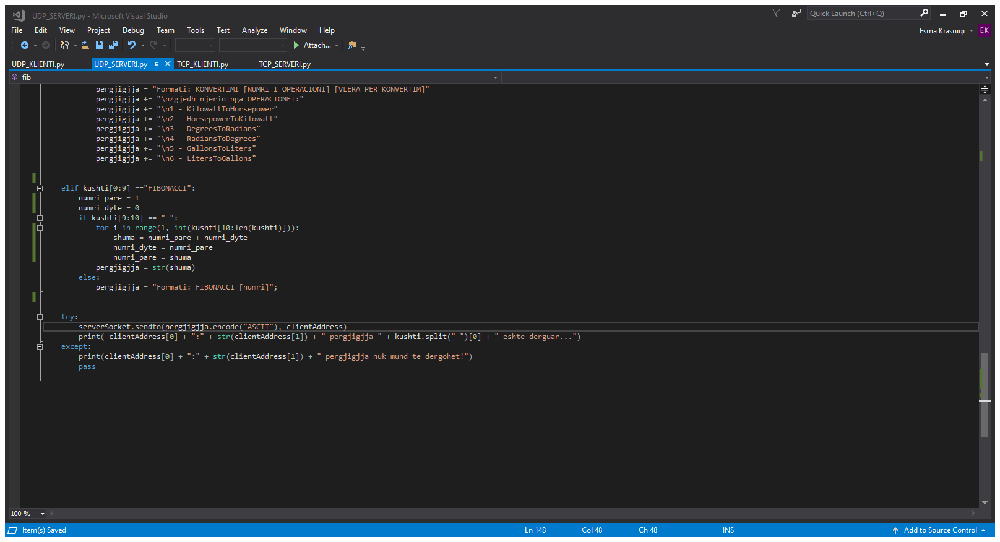 UDP_SERVERI.py - Microsoft Visual Studio
Quick Launch (Ctrl+Q)
File Edit View Project Debug Team Tools Test Analyze Window Help
Esma Krasniqi EK
Attach...
UDP_KLIENTI.py UDP_SERVERI.py TCP_KLIENTI.py TCP_SERVERI.py
fib
pergjigjja = "Formati: KONVERTIMI [NUMRI I OPERACIONI] [VLERA PER KONVERTIM]"
pergjigjja += "\nZgjedh njerin nga OPERACIONET:"
pergjigjja += "\n1 - KilowattToHorsepower"
pergjigjja += "\n2 - HorsepowerToKilowatt"
pergjigjja += "\n3 - DegreesToRadians"
pergjigjja += "\n4 - RadiansToDegrees"
pergjigjja += "\n5 - GallonsToLiters"
pergjigjja += "\n6 - LitersToGallons"
elif kushti[0:9] =="FIBONACCI":
numri_pare = 1
numri_dyte = 0
if kushti[9:10] == " ":
for i in range(1, int(kushti[10:len(kushti)])):
shuma = numri_pare + numri_dyte
numri_dyte = numri_pare
numri_pare = shuma
pergjigjja = str(shuma)
else:
pergjigjja = "Formati: FIBONACCI [numri]";
try:
serverSocket.sendto(pergjigjja.encode("ASCII"), clientAddress)
print( clientAddress[0] + ":" + str(clientAddress[1]) + " pergjigjja " + kushti.split(" ")[0] + " eshte derguar...")
except:
print(clientAddress[0] + ":" + str(clientAddress[1]) + " pergjigjja nuk mund te dergohet!")
pass
100 %
Item(s) Saved Ln 148 Col 48 Ch 48 INS Add to Source Control